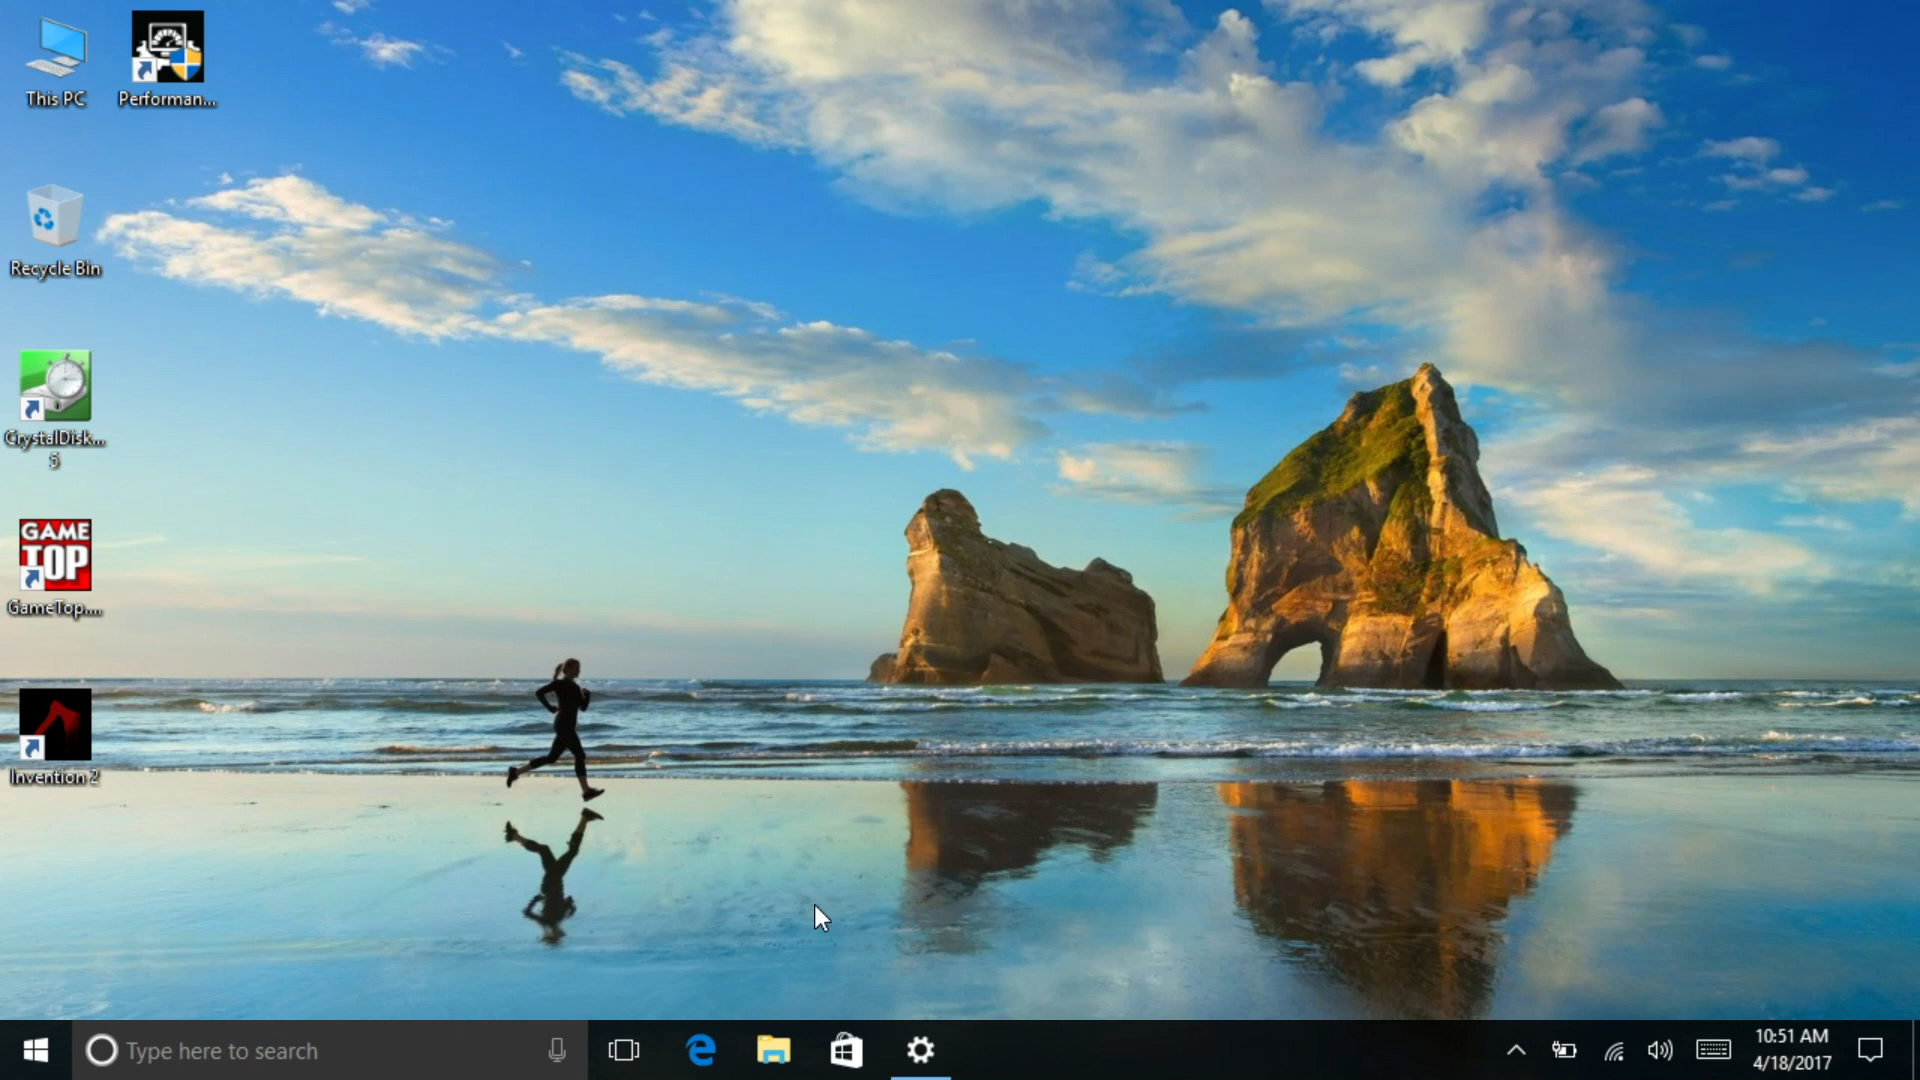 This PC
Performan...
Recycle Bin
CrystalDisk...
5
GAME
TOP
GameTop....
Invention 2
Type here to search
10:51 AM
4/18/2017